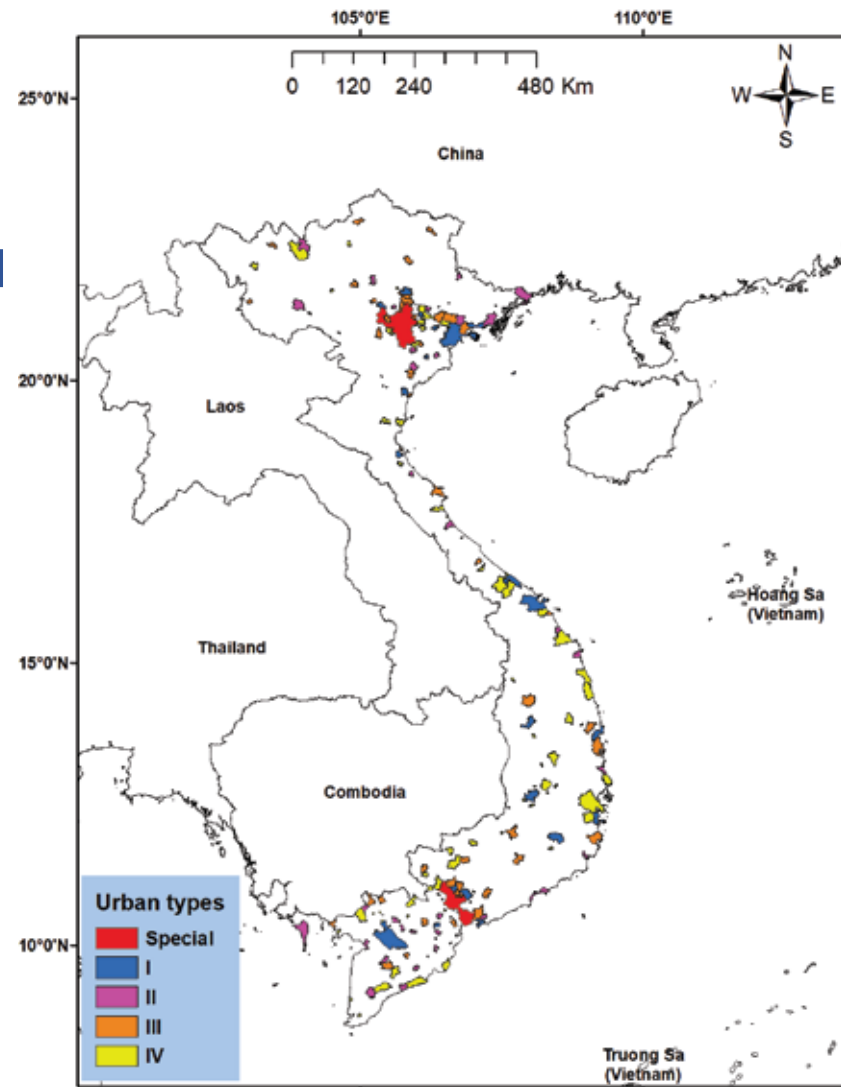 105°0'E
110°0'E
N
W E
S
0 120 240 480 Km
25°0'N
China
20°0'N
Laos
Hoang Sa
(Vietnam)
Thailand
15°0'N
Combodia
Urban types
Special
I
II
III
IV
10°0'N
Truong Sa
(Vietnam)